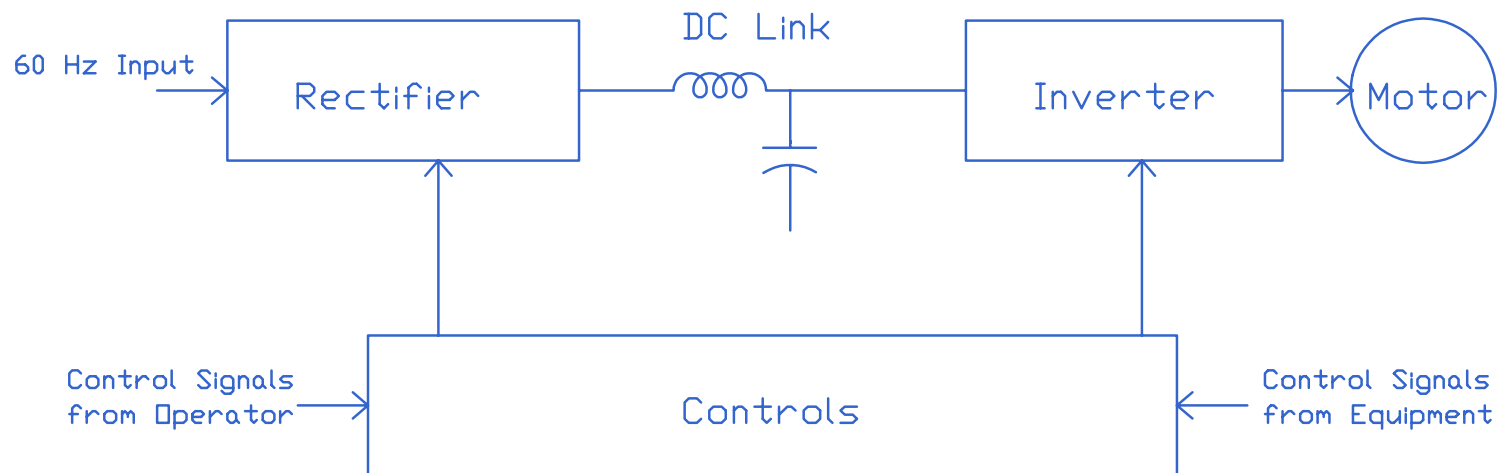 DC Link
60 Hz Input
Rectifier
Inverter
Motor
Control Signals
from Operator
Controls
Control Signals
from Equipment